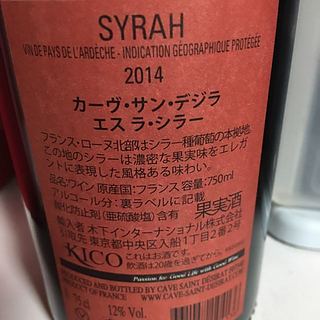 SYRAH
VIN DE PAYS DE L'ARDÈCHE - INDICATION GÉOGRAPHIQUE PROTÉGÉE
2014
カーヴ・サン・デジラ
エス ラ・シラー
フランス・ローヌ北部はシラー種葡萄の本拠地。
この地のシラーは濃密な果実味をエレガ
ントに表現した風格ある味わい。
品名:ワイン 原産国:フランス 容量:750ml
アルコール分:裏ラベルに記載
酸化防止剤(亜硫酸塩)含有 果実酒
輸入者 木下インターナショナル株式会社
引取先 東京都中央区入船1丁目2番2号
KICO これはお酒です。
飲酒は20歳を過ぎてから。
Passion for Good Life with Good Wine
75 cl 12% Vol.
PRODUCED AND BOTTLED BY CAVE SAINT DESIRAT
PRODUCT OF FRANCE WWW.CAVE-SAINT-DESIRAT.COM